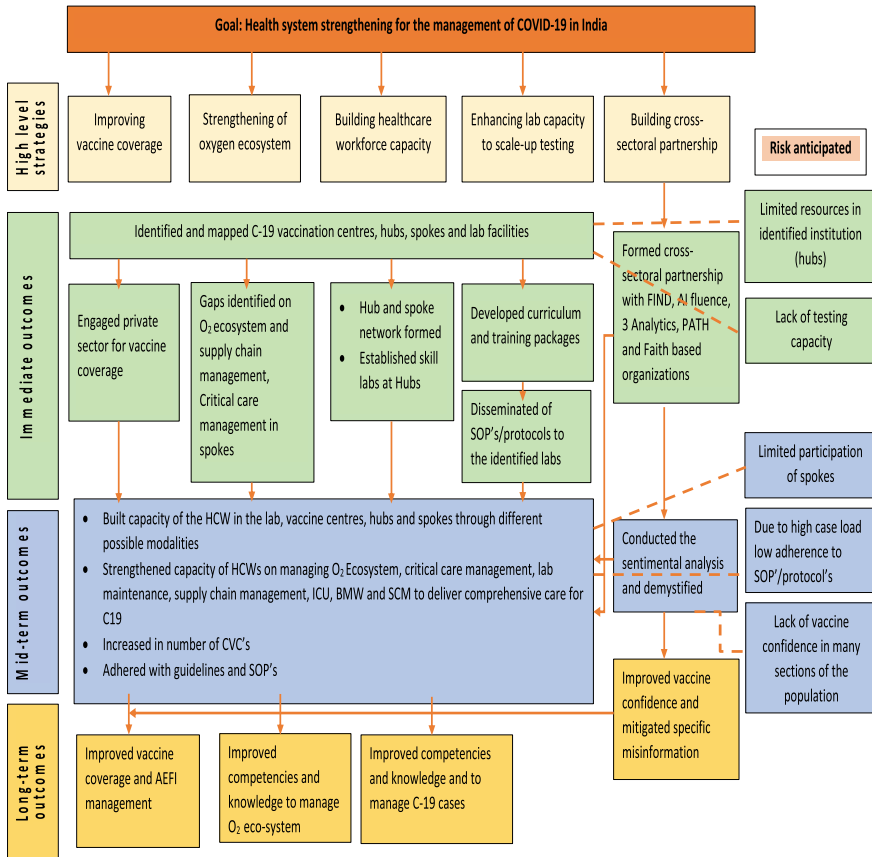 Goal: Health system strengthening for the management of COVID-19 in India
High level
strategies
Improving
vaccine coverage
Strengthening of
oxygen ecosystem
Building healthcare
workforce capacity
Enhancing lab capacity
to scale-up testing
Building cross-
sectoral partnership
Risk anticipated
Immediate outcomes
Identified and mapped C-19 vaccination centres, hubs, spokes and lab facilities
Engaged private
sector for vaccine
coverage
Gaps identified on
O₂ ecosystem and
supply chain
management,
Critical care
management in
spokes
• Hub and spoke
network formed
• Established skill
labs at Hubs
Developed curriculum
and training packages
Disseminated of
SOP's/protocols to
the identified labs
Formed cross-
sectoral partnership
with FIND, AI fluence,
3 Analytics, PATH
and Faith based
organizations
Limited resources in
identified institution
(hubs)
Lack of testing
capacity
Mid-term outcomes
• Built capacity of the HCW in the lab, vaccine centres, hubs and spokes through different
possible modalities
• Strengthened capacity of HCWs on managing O₂ Ecosystem, critical care management, lab
maintenance, supply chain management, ICU, BMW and SCM to deliver comprehensive care for
C19
• Increased in number of CVC's
• Adhered with guidelines and SOP's
Conducted the
sentimental analysis
and demystified
Limited participation
of spokes
Due to high case load
low adherence to
SOP'/protocol's
Lack of vaccine
confidence in many
sections of the
population
Long-term
outcomes
Improved vaccine
coverage and AEFI
management
Improved
competencies and
knowledge to manage
O₂ eco-system
Improved competencies
and knowledge and to
manage C-19 cases
Improved vaccine
confidence and
mitigated specific
misinformation